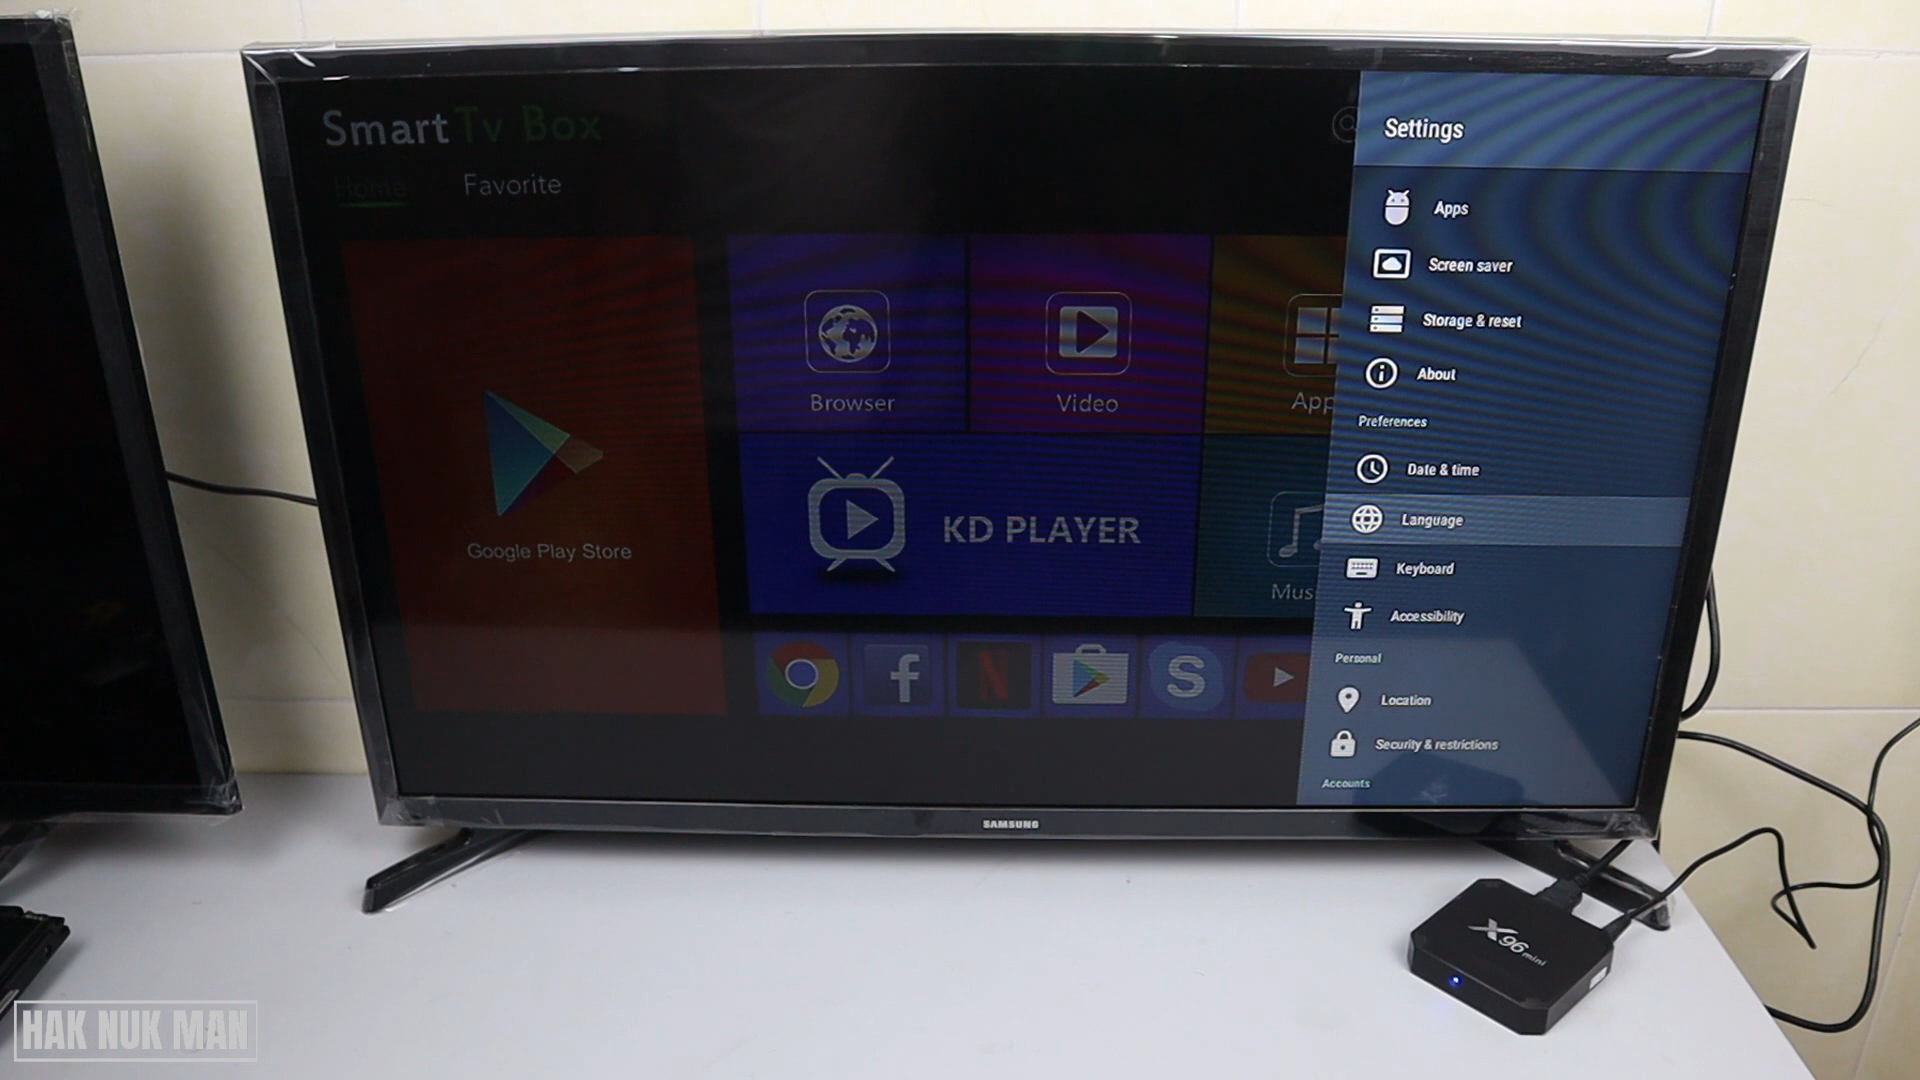 Smart Tv Box
Home Favorite
Google Play Store
Browser
Video
App
KD PLAYER
Mus
Settings
Apps
Screen saver
Storage & reset
About
Preferences
Date & time
Language
Keyboard
Accessibility
Personal
Location
Security & restrictions
Accounts
SAMSUNG
X96 mini
HAK NUK MAN